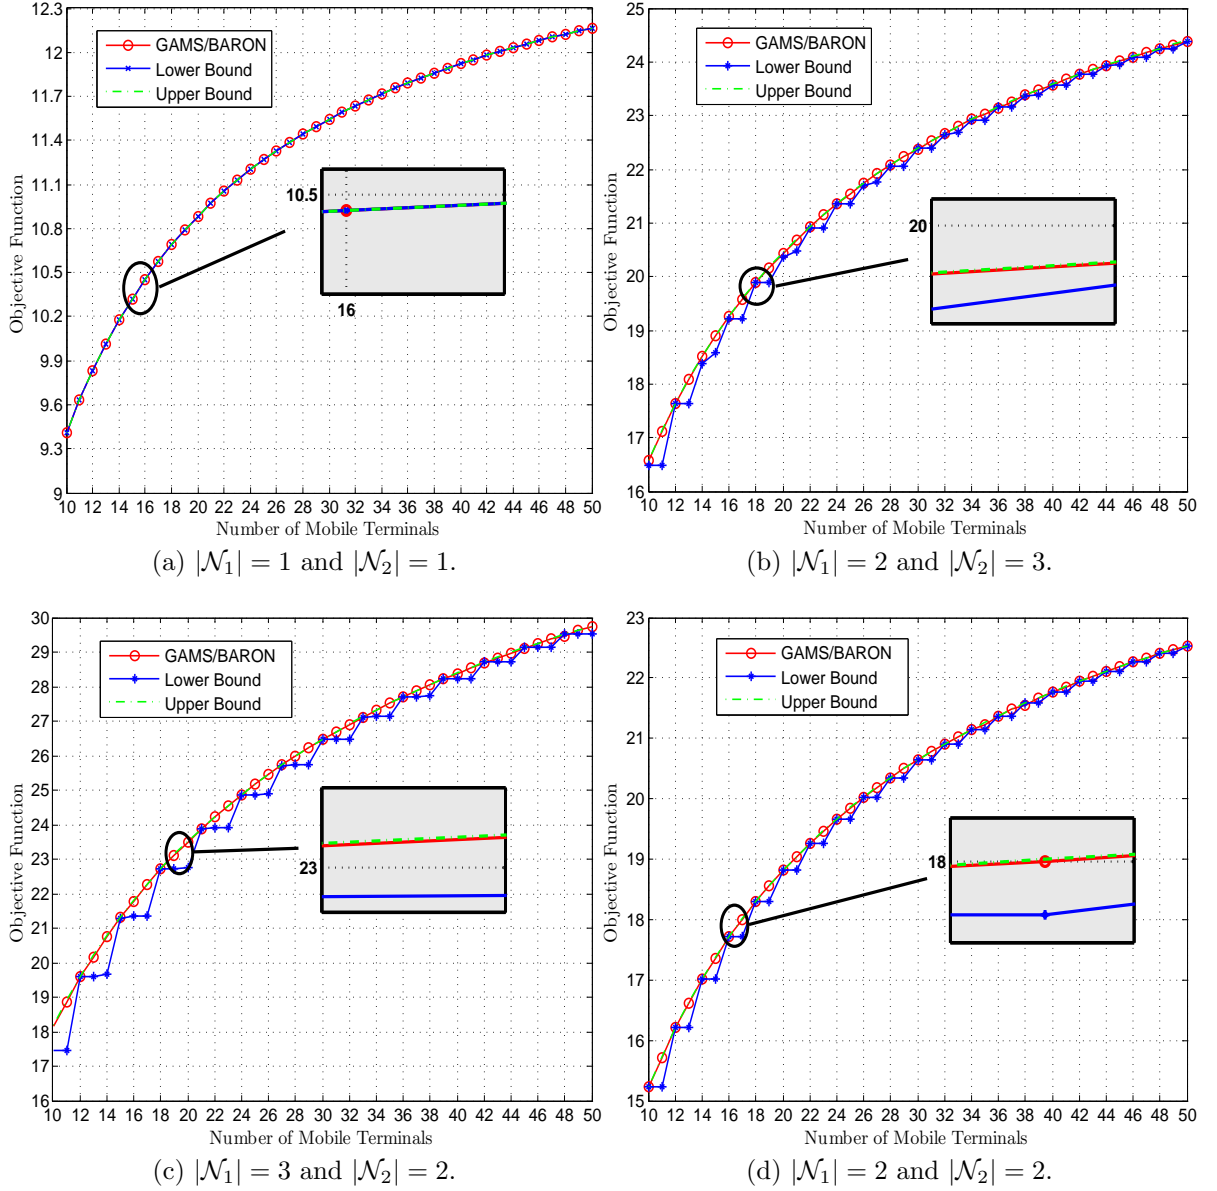 12.3
12
11.7
11.4
11.1
10.8
10.5
10.2
9.9
9.6
9.3
9
Objective Function
GAMS/BARON
Lower Bound
Upper Bound
10.5
16
10 12 14 16 18 20 22 24 26 28 30 32 34 36 38 40 42 44 46 48 50
Number of Mobile Terminals
(a) |𝒩₁| = 1 and |𝒩₂| = 1.
26
25
24
23
22
21
20
19
18
17
16
Objective Function
GAMS/BARON
Lower Bound
Upper Bound
20
10 12 14 16 18 20 22 24 26 28 30 32 34 36 38 40 42 44 46 48 50
Number of Mobile Terminals
(b) |𝒩₁| = 2 and |𝒩₂| = 3.
30
29
28
27
26
25
24
23
22
21
20
19
18
17
16
Objective Function
GAMS/BARON
Lower Bound
Upper Bound
23
10 12 14 16 18 20 22 24 26 28 30 32 34 36 38 40 42 44 46 48 50
Number of Mobile Terminals
(c) |𝒩₁| = 3 and |𝒩₂| = 2.
23
22
21
20
19
18
17
16
15
Objective Function
GAMS/BARON
Lower Bound
Upper Bound
18
10 12 14 16 18 20 22 24 26 28 30 32 34 36 38 40 42 44 46 48 50
Number of Mobile Terminals
(d) |𝒩₁| = 2 and |𝒩₂| = 2.